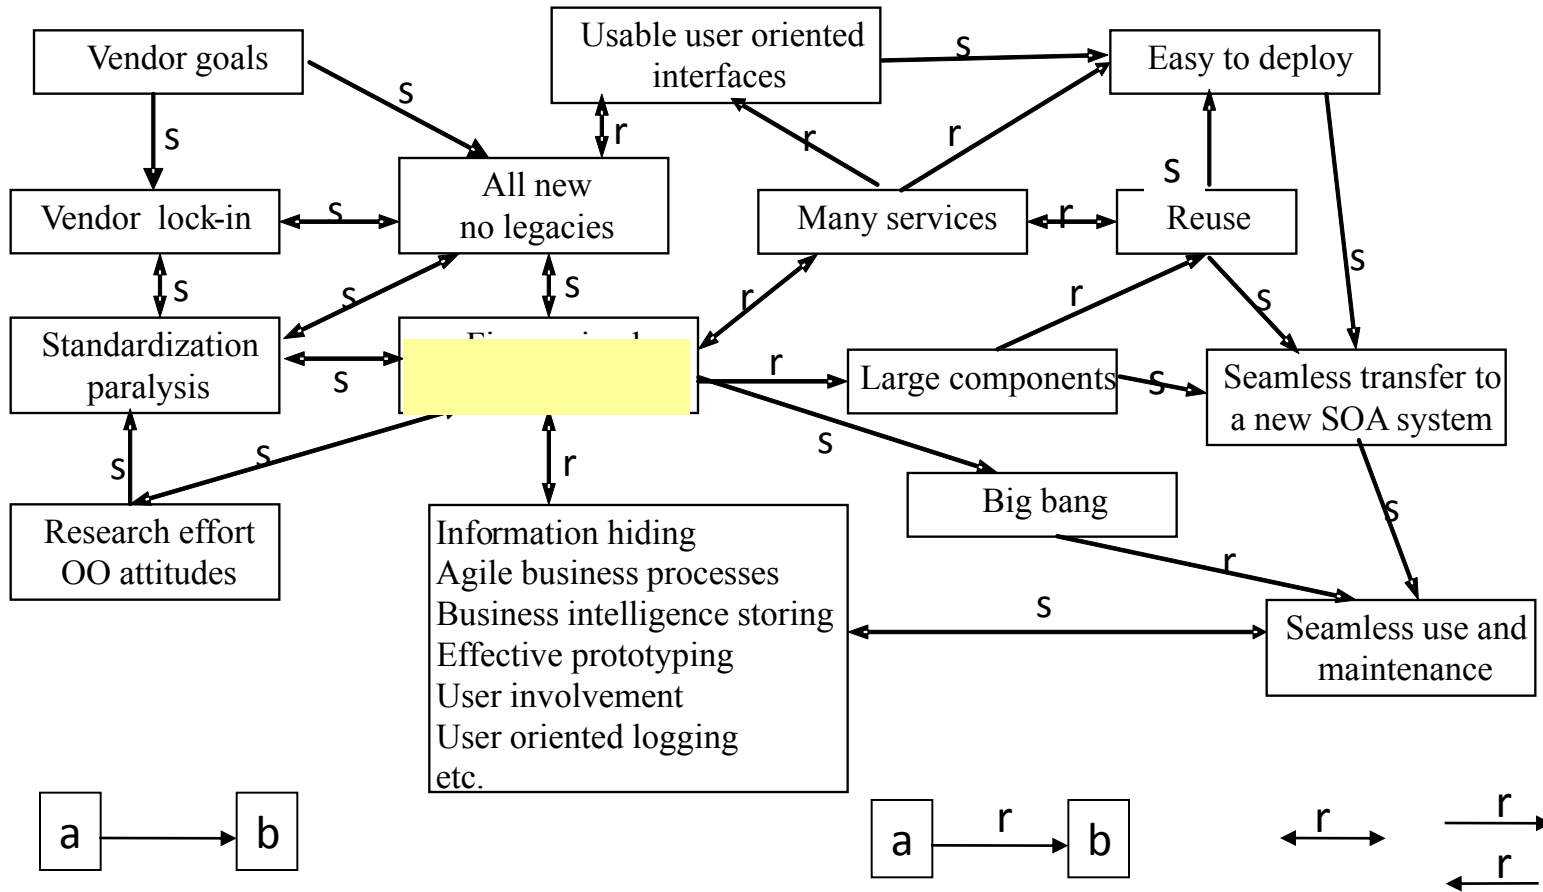 Vendor goals
Usable user oriented
interfaces
Easy to deploy
s
s
s
r
r
r
s
s
All new
no legacies
Vendor lock-in
s
Many services
r
Reuse
s
s
s
r
r
s
s
Standardization
paralysis
s
r
Large components
s
Seamless transfer to
a new SOA system
s
s
s
r
Big bang
s
r
Research effort
OO attitudes
Information hiding
Agile business processes
Business intelligence storing
Effective prototyping
User involvement
User oriented logging
etc.
s
Seamless use and
maintenance
a
b
a
r
b
r
r
r